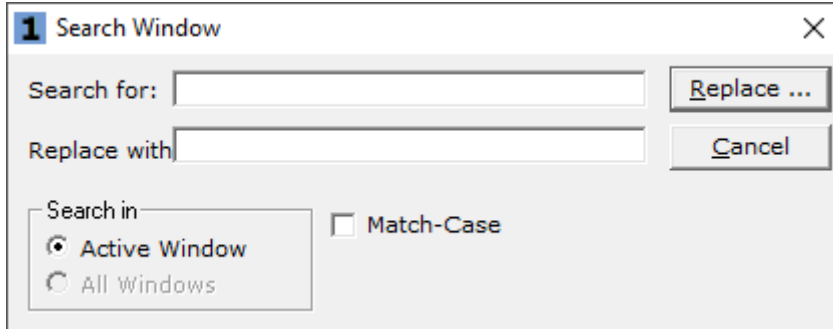 1 Search Window
Search for:
Replace ...
Replace with
Cancel
Search in
Active Window
All Windows
Match-Case